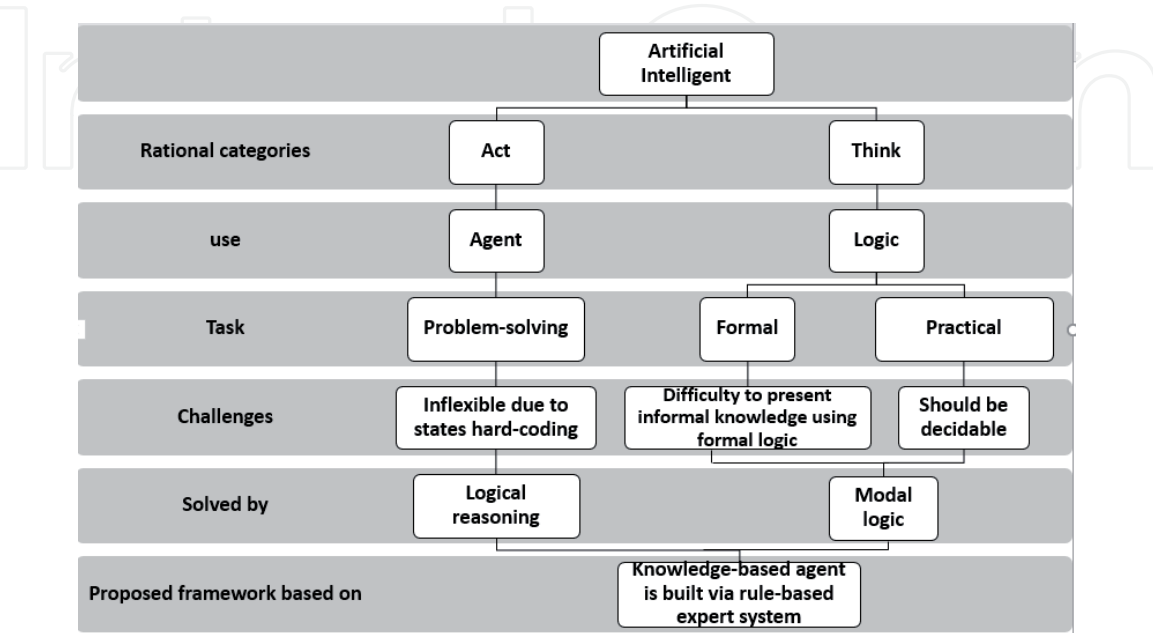 Artificial
Intelligent
Rational categories
Act
Think
use
Agent
Logic
Task
Problem-solving
Formal
Practical
Challenges
Inflexible due to
states hard-coding
Difficulty to present
informal knowledge using
formal logic
Should be
decidable
Solved by
Logical
reasoning
Modal
logic
Proposed framework based on
Knowledge-based agent
is built via rule-based
expert system